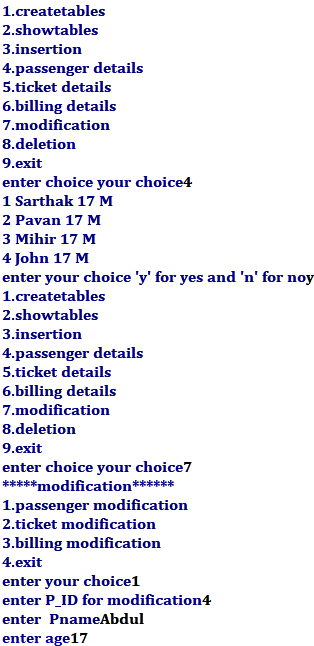 1.createtables
2.showtables
3.insertion
4.passenger details
5.ticket details
6.billing details
7.modification
8.deletion
9.exit
enter choice your choice4
1 Sarthak 17 M
2 Pavan 17 M
3 Mihir 17 M
4 John 17 M
enter your choice 'y' for yes and 'n' for noy
1.createtables
2.showtables
3.insertion
4.passenger details
5.ticket details
6.billing details
7.modification
8.deletion
9.exit
enter choice your choice7
*****modification******
1.passenger modification
2.ticket modification
3.billing modification
4.exit
enter your choice1
enter P_ID for modification4
enter  PnameAbdul
enter age17